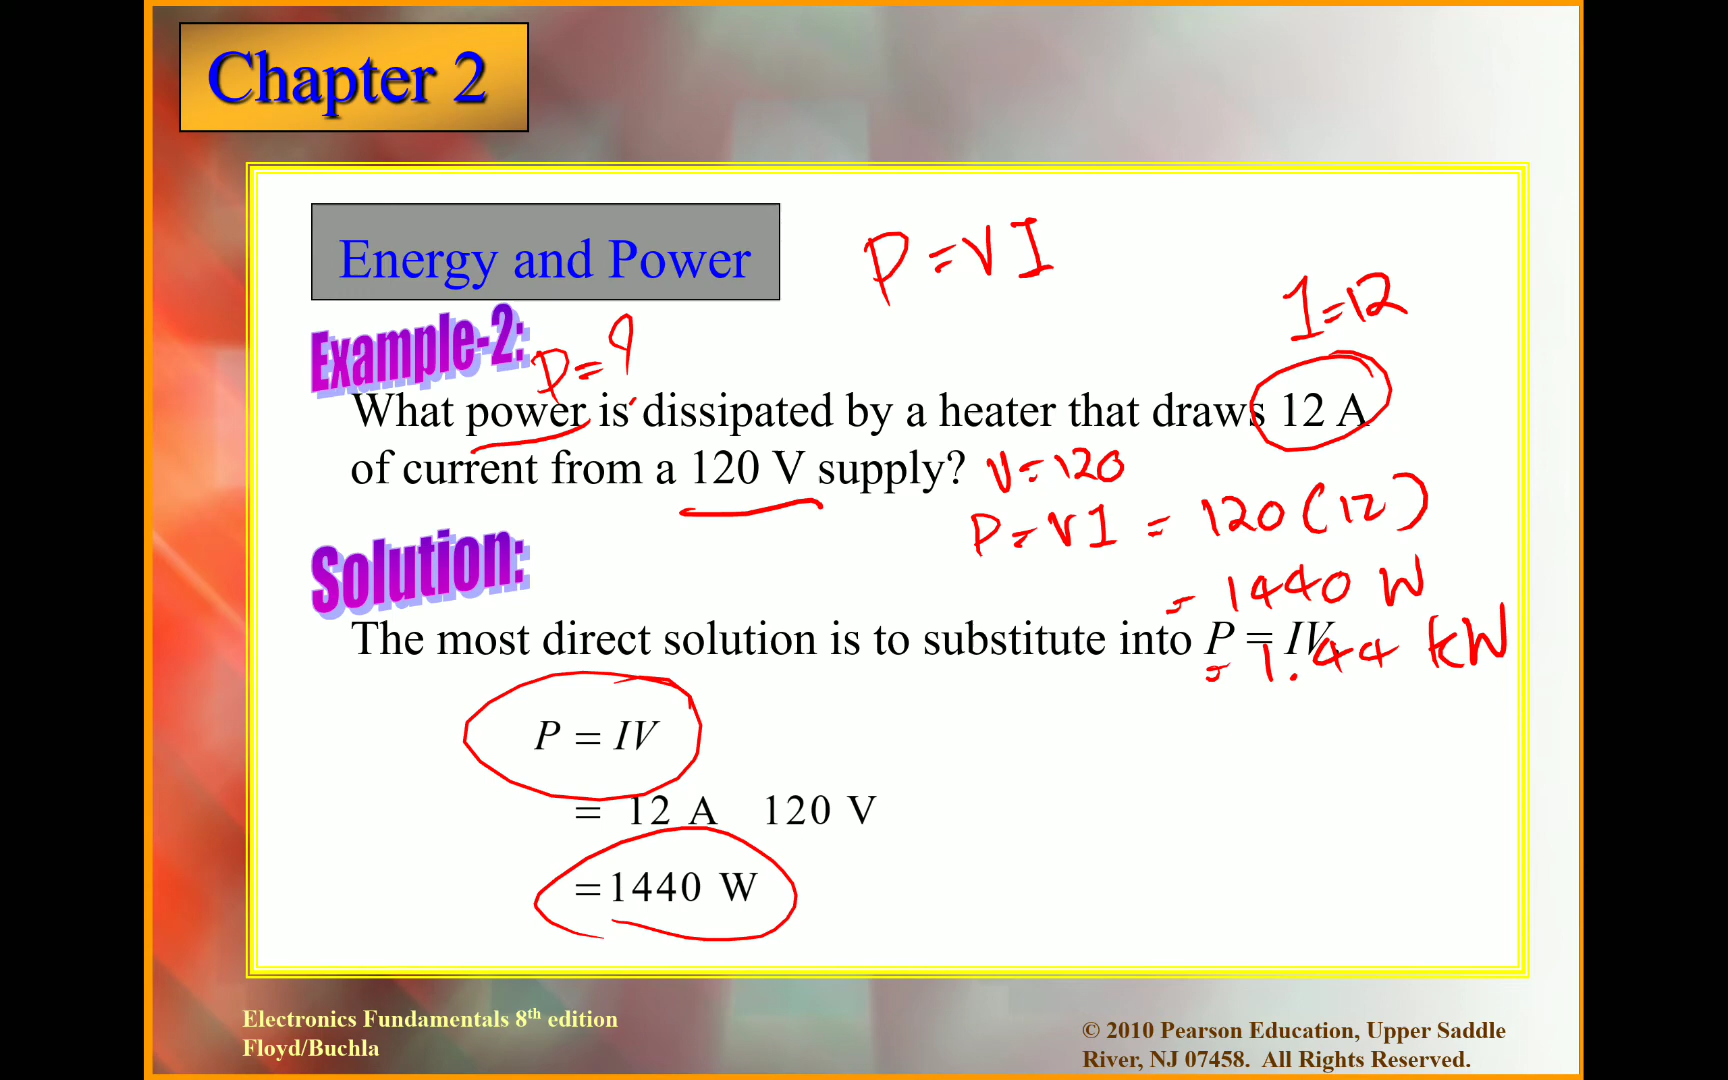 Chapter 2
Energy and Power
P = VI
Example-2:
P = ?
I = 12
What power is dissipated by a heater that draws 12 A
of current from a 120 V supply?
V = 120
P = VI = 120 (12)
= 1440 W
= 1.44 kW
Solution:
The most direct solution is to substitute into P = IV.
P = IV
= 12 A 120 V
= 1440 W
Electronics Fundamentals 8th edition
Floyd/Buchla
© 2010 Pearson Education, Upper Saddle
River, NJ 07458. All Rights Reserved.